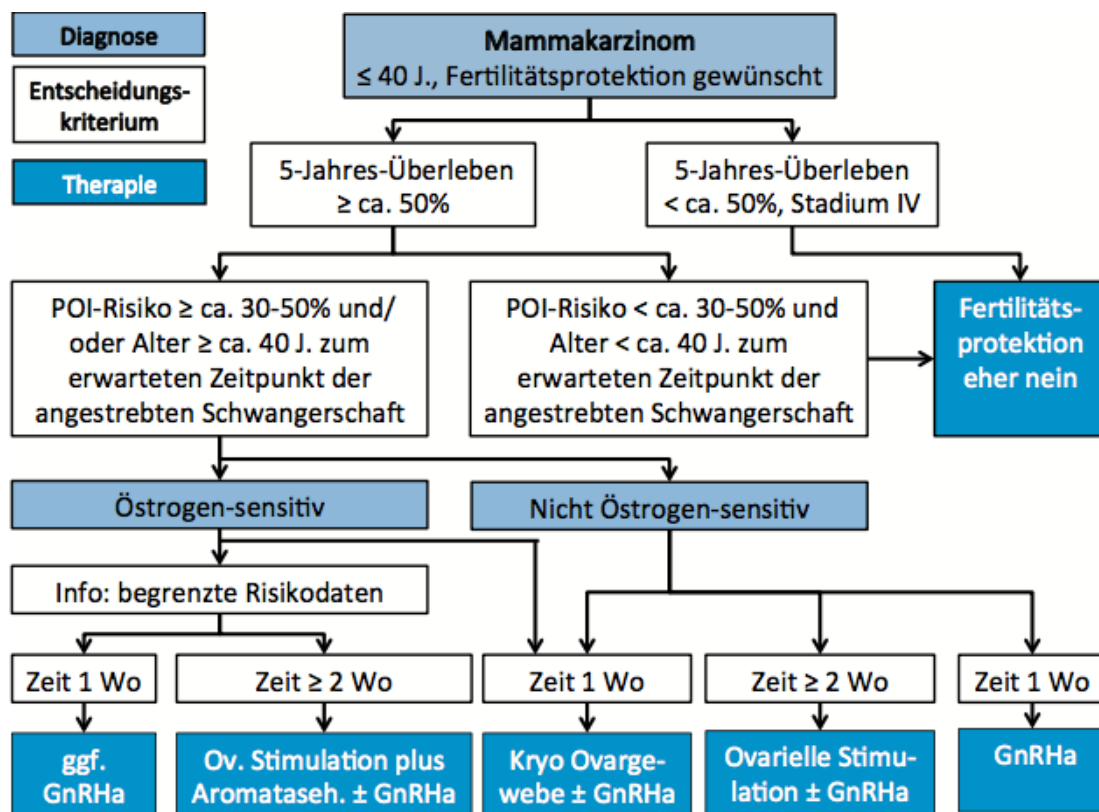 Diagnose
Entscheidungs-
kriterium
Therapie
Mammakarzinom
≤ 40 J., Fertilitätsprotektion gewünscht
5-Jahres-Überleben
≥ ca. 50%
5-Jahres-Überleben
< ca. 50%, Stadium IV
POI-Risiko ≥ ca. 30-50% und/
oder Alter ≥ ca. 40 J. zum
erwarteten Zeitpunkt der
angestrebten Schwangerschaft
POI-Risiko < ca. 30-50% und
Alter < ca. 40 J. zum
erwarteten Zeitpunkt der
angestrebten Schwangerschaft
Fertilitäts-
protektion
eher nein
Östrogen-sensitiv
Nicht Östrogen-sensitiv
Info: begrenzte Risikodaten
Zeit 1 Wo
Zeit ≥ 2 Wo
Zeit 1 Wo
Zeit ≥ 2 Wo
Zeit 1 Wo
ggf.
GnRHa
Ov. Stimulation plus
Aromataseh. ± GnRHa
Kryo Ovarge-
webe ± GnRHa
Ovarielle Stimu-
lation ± GnRHa
GnRHa